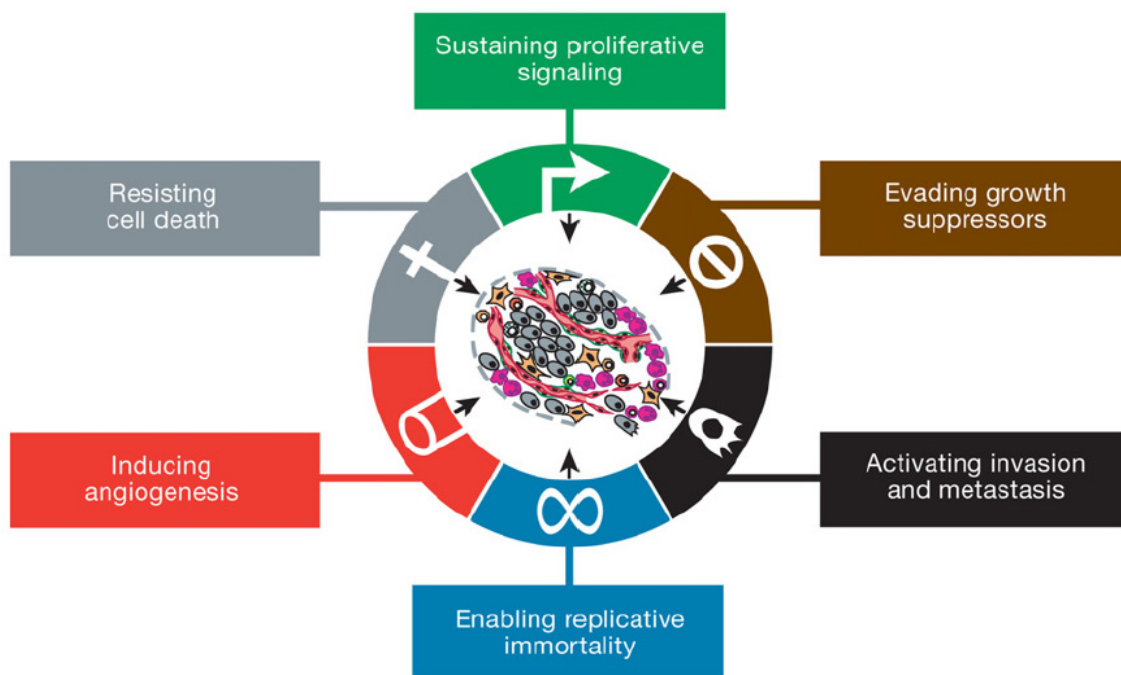 Sustaining proliferative
signaling
Resisting
cell death
Evading growth
suppressors
Inducing
angiogenesis
Activating invasion
and metastasis
Enabling replicative
immortality